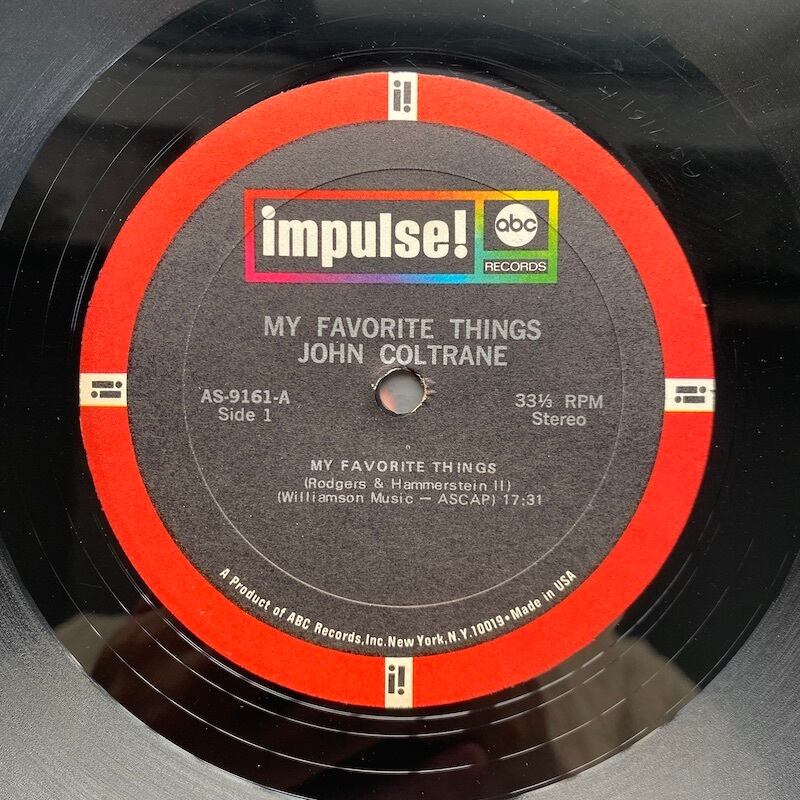 i!
impulse! abc
RECORDS
MY FAVORITE THINGS
JOHN COLTRANE
AS-9161-A
Side 1
33⅓ RPM
Stereo
i!
i!
MY FAVORITE THINGS
(Rodgers & Hammerstein II)
(Williamson Music — ASCAP) 17:31
A Product of ABC Records, Inc. New York, N.Y. 10019 • Made in USA
i!